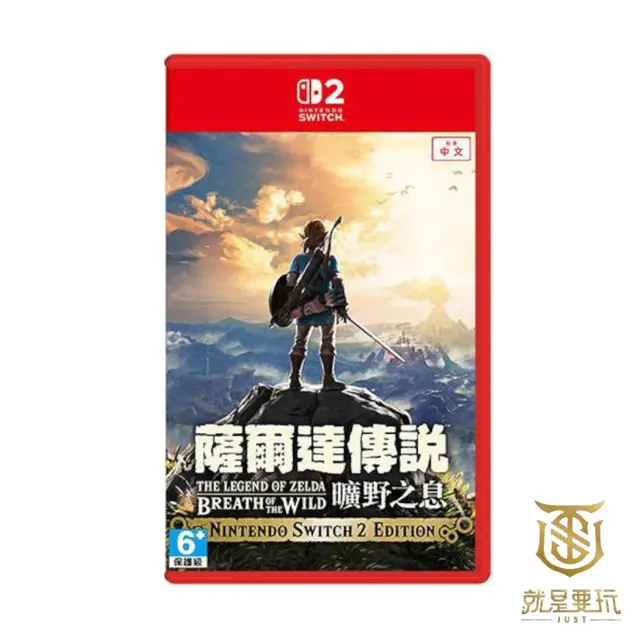 2
NINTENDO
SWITCH
中文
薩爾達傳說
THE LEGEND OF ZELDA
BREATH OF THE WILD
曠野之息
NINTENDO SWITCH 2 EDITION
6+
保護級
就是要玩
JUST